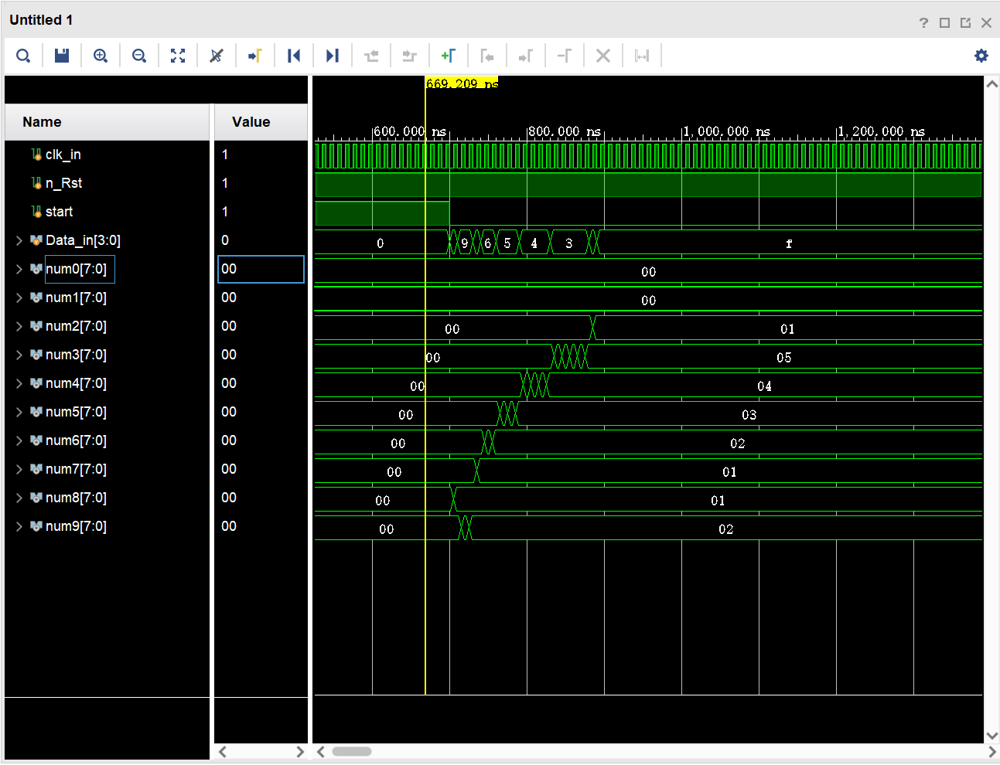 Untitled 1
669.209 ns
Name Value
600.000 ns 800.000 ns 1,000.000 ns 1,200.000 ns
clk_in 1
n_Rst 1
start 1
Data_in[3:0] 0 0 9 6 5 4 3 f
num0[7:0] 00 00
num1[7:0] 00 00
num2[7:0] 00 00 01
num3[7:0] 00 00 05
num4[7:0] 00 00 04
num5[7:0] 00 00 03
num6[7:0] 00 00 02
num7[7:0] 00 00 01
num8[7:0] 00 00 01
num9[7:0] 00 00 02